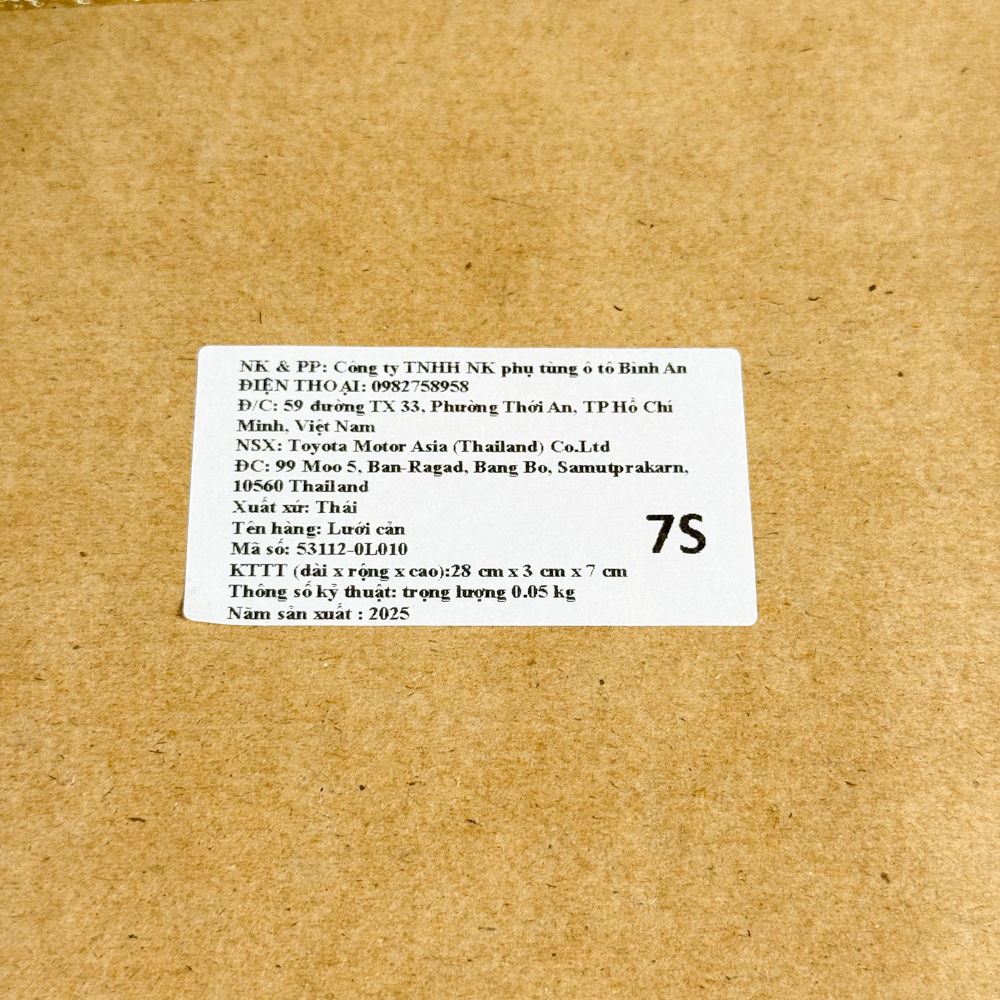 NK & PP: Công ty TNHH NK phụ tùng ô tô Bình An
ĐIỆN THOẠI: 0982758958
Đ/C: 59 đường TX 33, Phường Thới An, TP Hồ Chí
Minh, Việt Nam
NSX: Toyota Motor Asia (Thailand) Co.Ltd
ĐC: 99 Moo 5, Ban-Ragad, Bang Bo, Samutprakarn,
10560 Thailand
Xuất xứ: Thái
Tên hàng: Lưới cản
Mã số: 53112-0L010
KTTT (dài x rộng x cao):28 cm x 3 cm x 7 cm
Thông số kỷ thuật: trọng lượng 0.05 kg
Năm sản xuất : 2025
7S